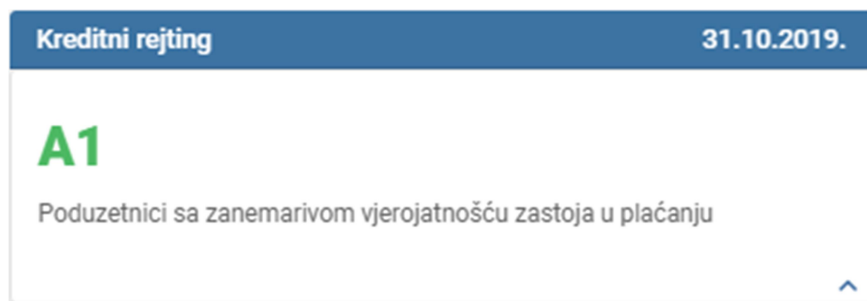 Kreditni rejting 31.10.2019.
A1
Poduzetnici sa zanemarivom vjerojatnošću zastoja u plaćanju